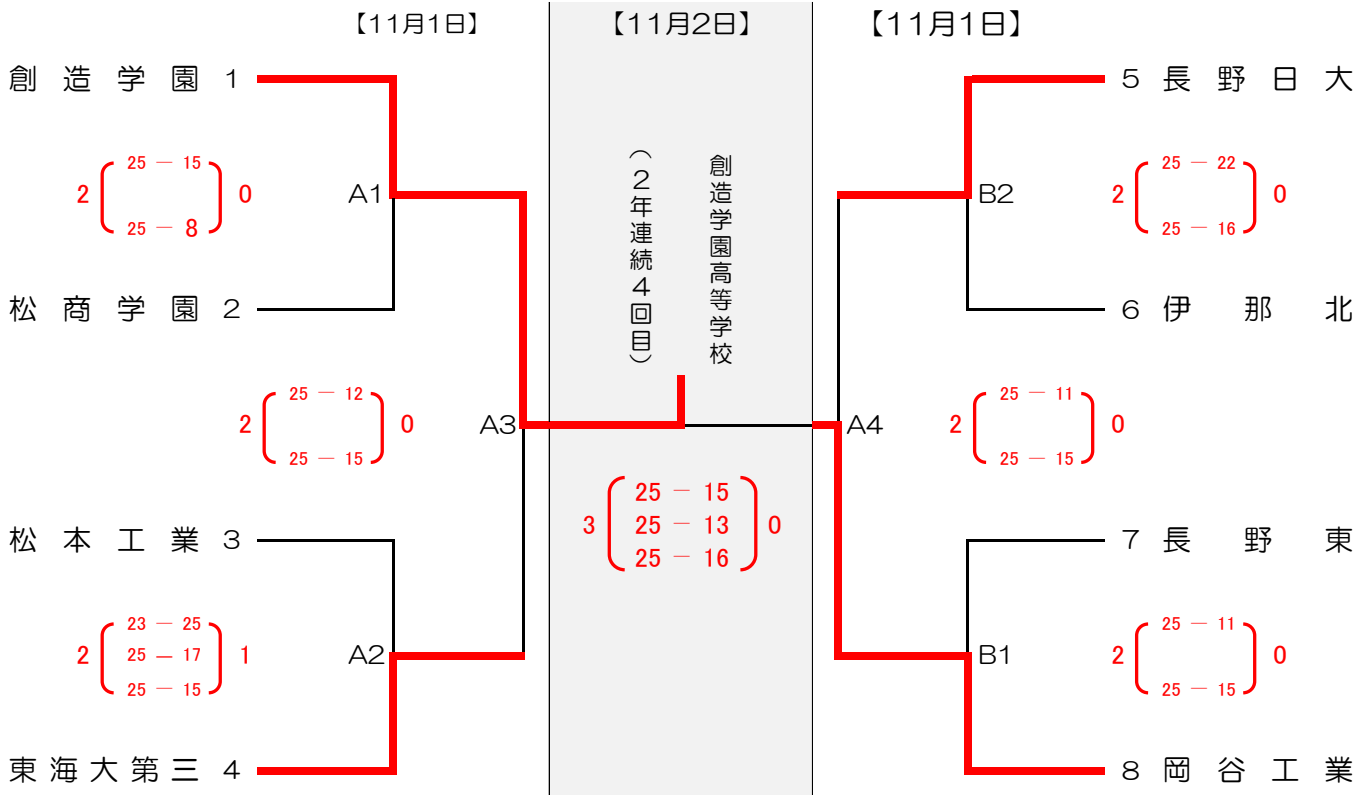 【11月1日】
【11月2日】
【11月1日】
創造学園 1
5 長野日大
2 25 － 15 0
25 － 8
A1
B2
2 25 － 22 0
25 － 16
創造学園高等学校
（２年連続４回目）
松商学園 2
6 伊那北
2 25 － 12 0
25 － 15
A3
A4
2 25 － 11 0
25 － 15
3 25 － 15 0
25 － 13
25 － 16
松本工業 3
7 長野東
2 23 － 25 1
25 － 17
25 － 15
A2
B1
2 25 － 11 0
25 － 15
東海大第三 4
8 岡谷工業